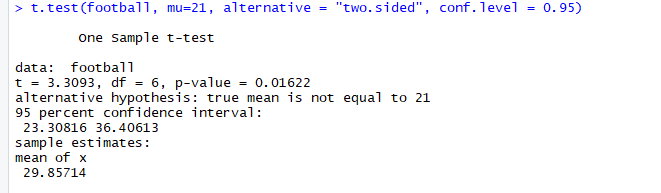 > t.test(football, mu=21, alternative = "two.sided", conf.level = 0.95)
One Sample t-test
data:  football
t = 3.3093, df = 6, p-value = 0.01622
alternative hypothesis: true mean is not equal to 21
95 percent confidence interval:
23.30816 36.40613
sample estimates:
mean of x
29.85714